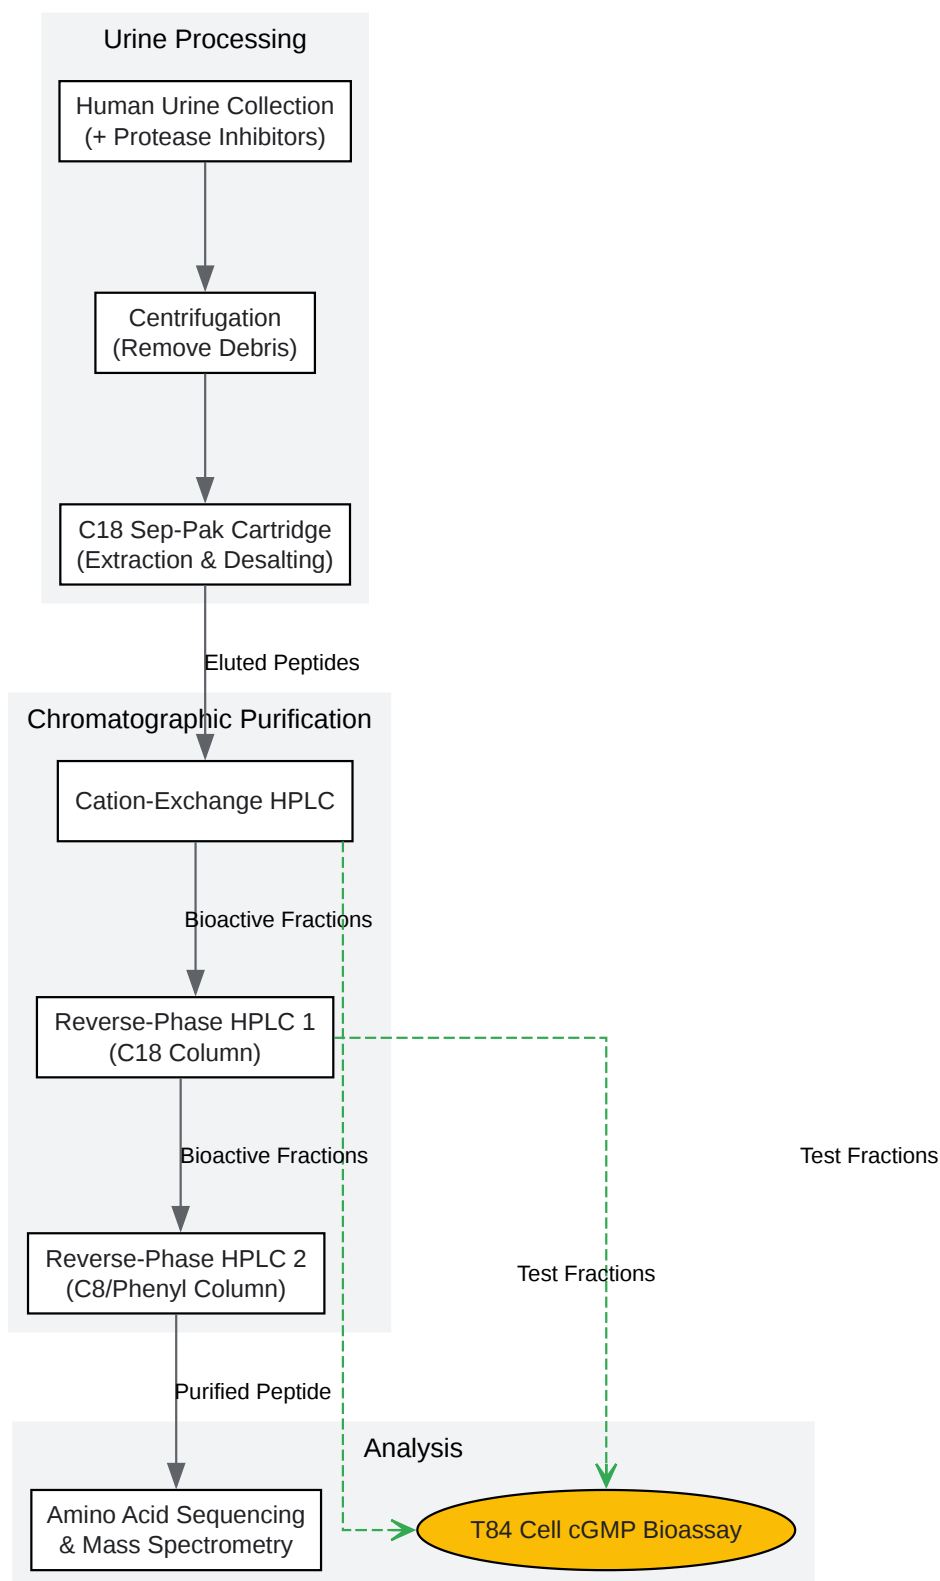 Urine Processing
Human Urine Collection
(+ Protease Inhibitors)
Centrifugation
(Remove Debris)
C18 Sep-Pak Cartridge
(Extraction & Desalting)
Eluted Peptides
Chromatographic Purification
Cation-Exchange HPLC
Bioactive Fractions
Reverse-Phase HPLC 1
(C18 Column)
Bioactive Fractions
Test Fractions
Reverse-Phase HPLC 2
(C8/Phenyl Column)
Test Fractions
Purified Peptide
Analysis
Amino Acid Sequencing
& Mass Spectrometry
T84 Cell cGMP Bioassay